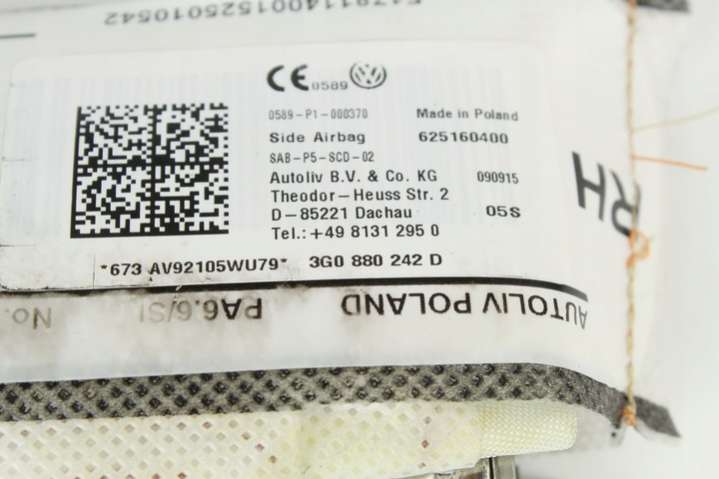 CE 0589
0589-P1-000370 Made in Poland
Side Airbag 625160400
SAB-P5-SCD-02
Autoliv B.V. & Co. KG 090915
Theodor-Heuss Str. 2
D-85221 Dachau 05S
Tel.: +49 8131 295 0
*673 AV92105WU79* 3G0 880 242 D
RH
AUTOLIV POLAND PA6.6/SI No.